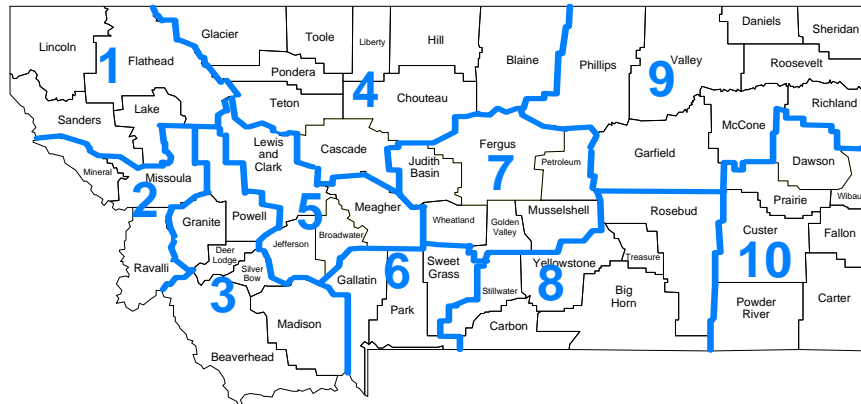 Lincoln
Flathead
Glacier
Toole
Liberty
Hill
Blaine
Phillips
Valley
Daniels
Sheridan
Roosevelt
Richland
1
Pondera
Teton
4
Chouteau
9
Sanders
Lake
Lewis
and
Clark
Cascade
Judith
Basin
Fergus
7
Petroleum
Garfield
McCone
Dawson
Mineral
Missoula
2
Granite
Powell
5
Meagher
Wheatland
Golden
Valley
Musselshell
Rosebud
Prairie
Wibau
Ravalli
Deer
Lodge
Silver
Bow
3
Jefferson
Broadwater
Gallatin
6
Park
Sweet
Grass
Stillwater
Yellowstone
8
Treasure
Custer
10
Fallon
Madison
Beaverhead
Carbon
Big
Horn
Powder
River
Carter